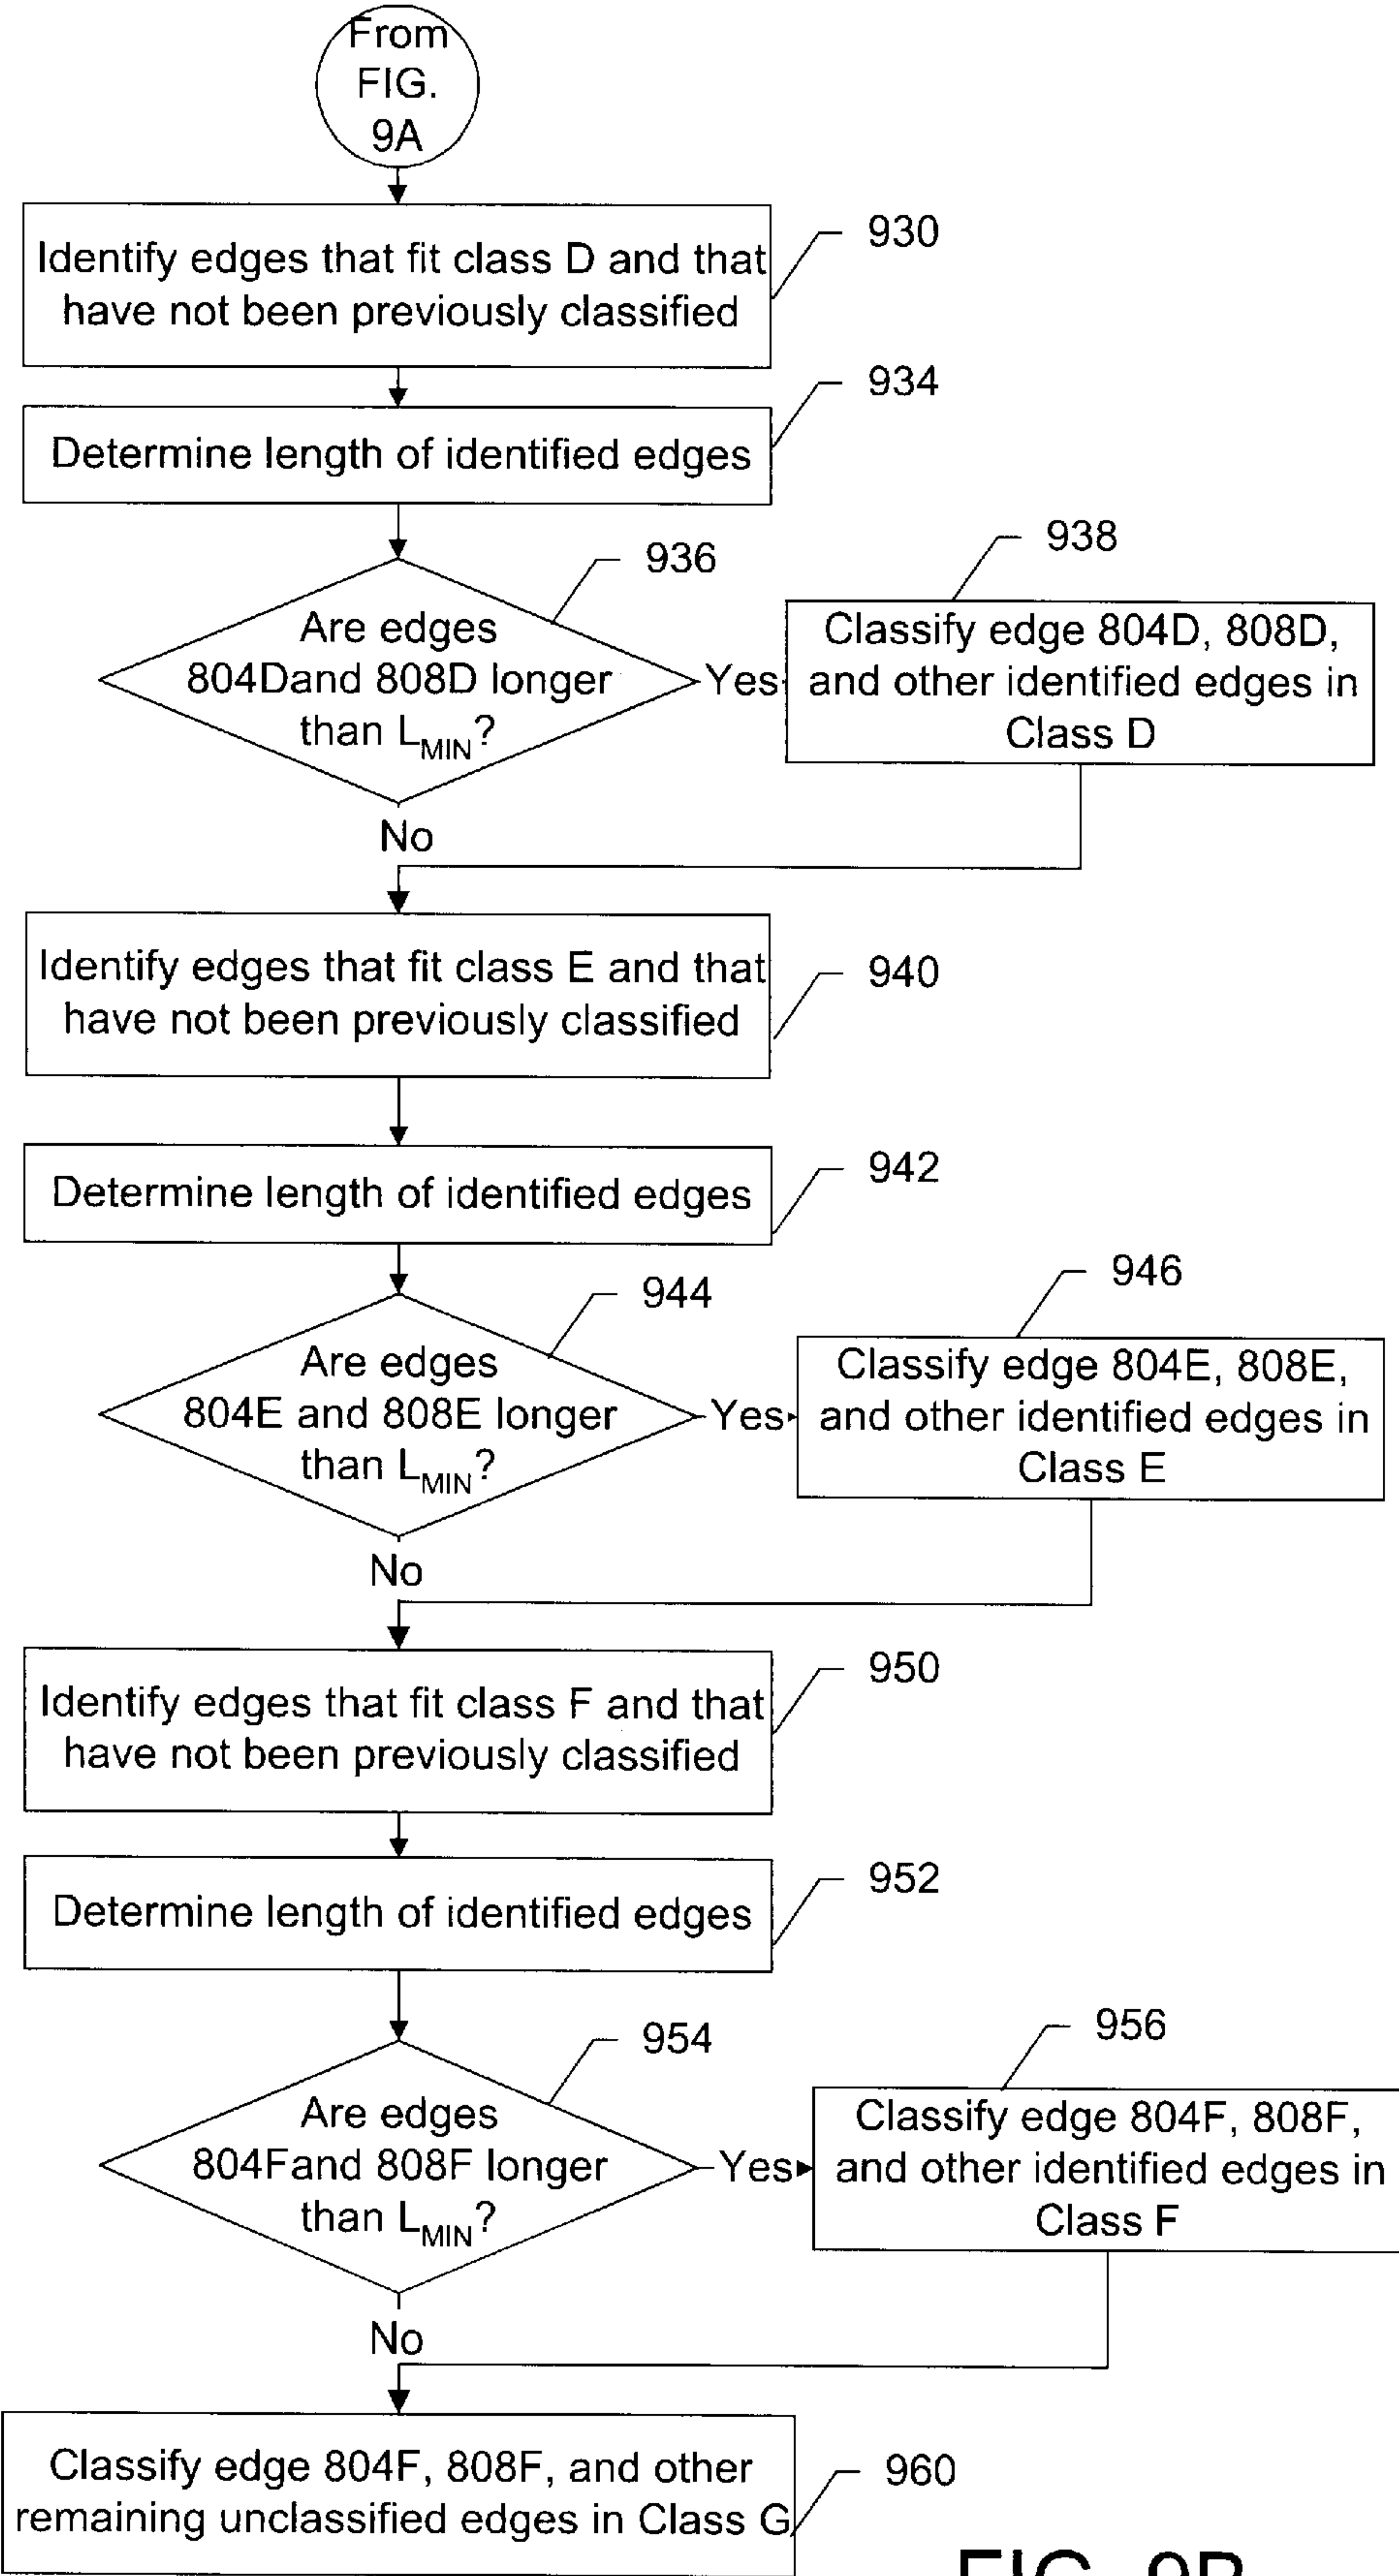 From
FIG.
9A
Identify edges that fit class D and that
have not been previously classified
930
Determine length of identified edges
934
Are edges
804Dand 808D longer
than LMIN?
936
Yes
Classify edge 804D, 808D,
and other identified edges in
Class D
938
No
Identify edges that fit class E and that
have not been previously classified
940
Determine length of identified edges
942
Are edges
804E and 808E longer
than LMIN?
944
Yes
Classify edge 804E, 808E,
and other identified edges in
Class E
946
No
Identify edges that fit class F and that
have not been previously classified
950
Determine length of identified edges
952
Are edges
804Fand 808F longer
than LMIN?
954
Yes
Classify edge 804F, 808F,
and other identified edges in
Class F
956
No
Classify edge 804F, 808F, and other
remaining unclassified edges in Class G
960
FIG. 9B